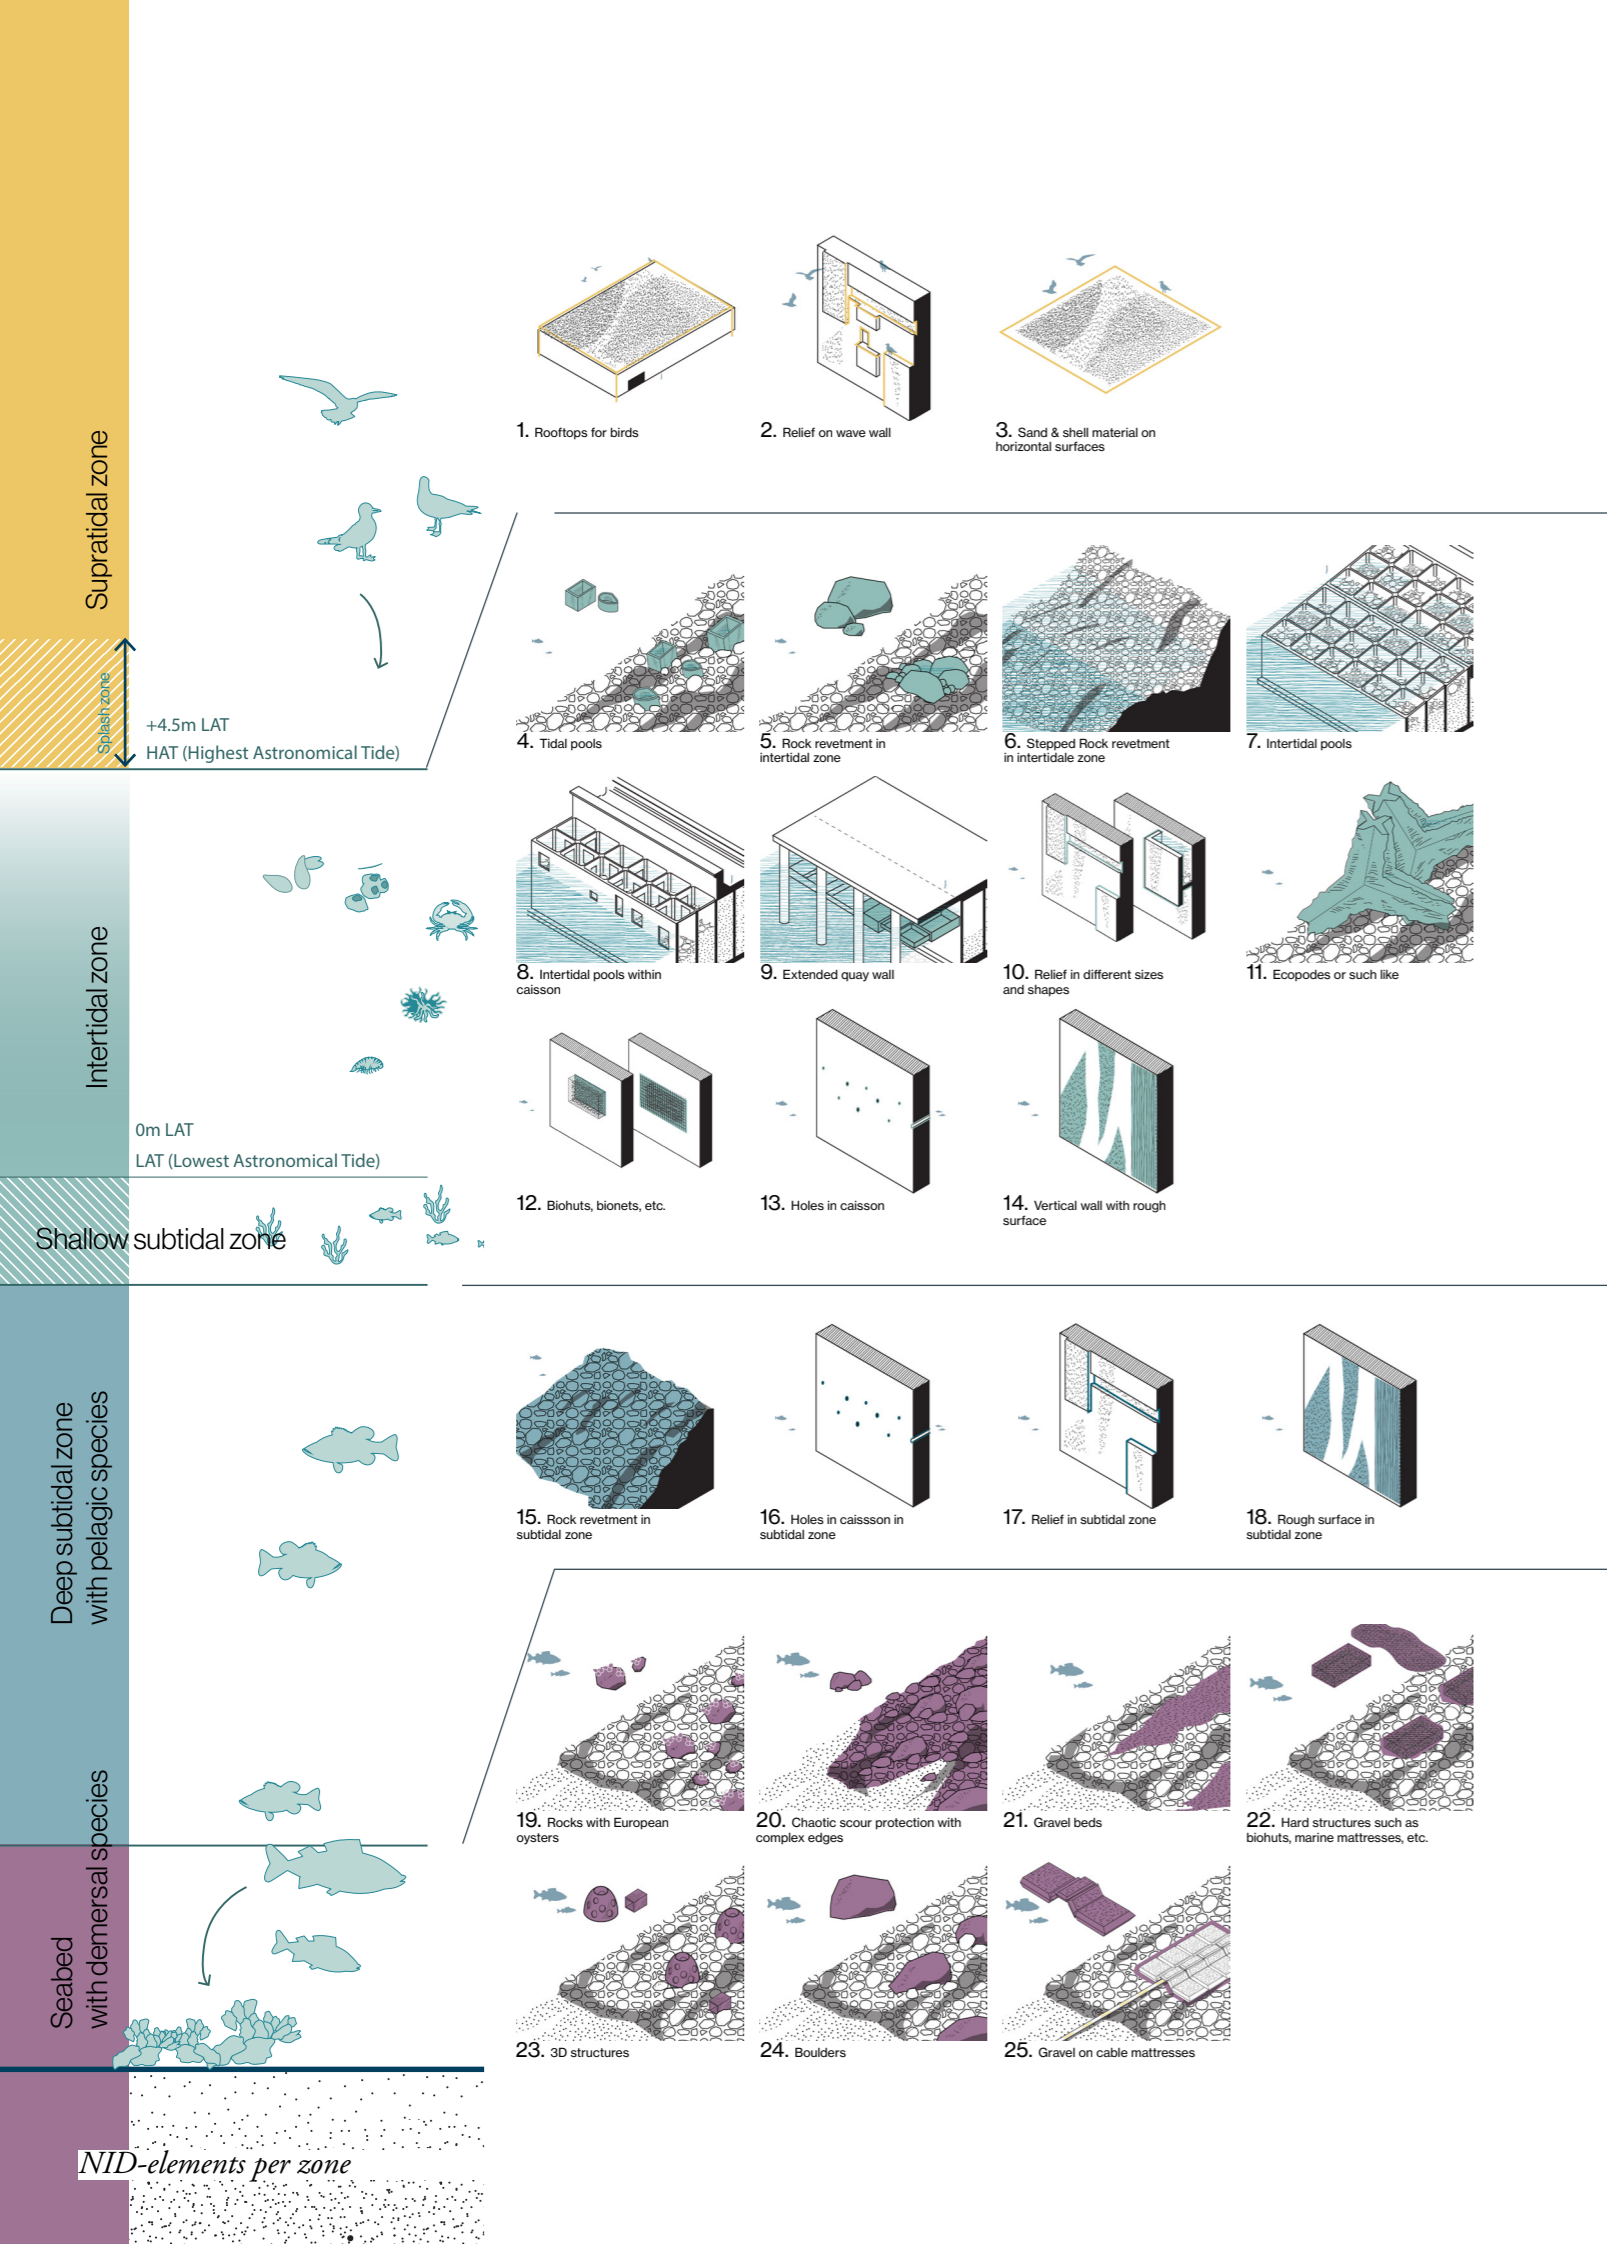 1. Rooftops for birds
2. Relief on wave wall
3. Sand & shell material on
horizontal surfaces
Supratidal zone
Splash zone
+4.5m LAT
HAT (Highest Astronomical Tide)
4. Tidal pools
5. Rock revetment in
intertidal zone
6. Stepped Rock revetment
in intertidale zone
7. Intertidal pools
8. Intertidal pools within
caisson
9. Extended quay wall
10. Relief in different sizes
and shapes
11. Ecopodes or such like
Intertidal zone
0m LAT
LAT (Lowest Astronomical Tide)
12. Biohuts, bionets, etc.
13. Holes in caisson
14. Vertical wall with rough
surface
Shallow subtidal zone
Deep subtidal zone
with pelagic species
15. Rock revetment in
subtidal zone
16. Holes in caissson in
subtidal zone
17. Relief in subtidal zone
18. Rough surface in
subtidal zone
19. Rocks with European
oysters
20. Chaotic scour protection with
complex edges
21. Gravel beds
22. Hard structures such as
biohuts, marine mattresses, etc.
Seabed
with demersal species
23. 3D structures
24. Boulders
25. Gravel on cable mattresses
NID-elements per zone